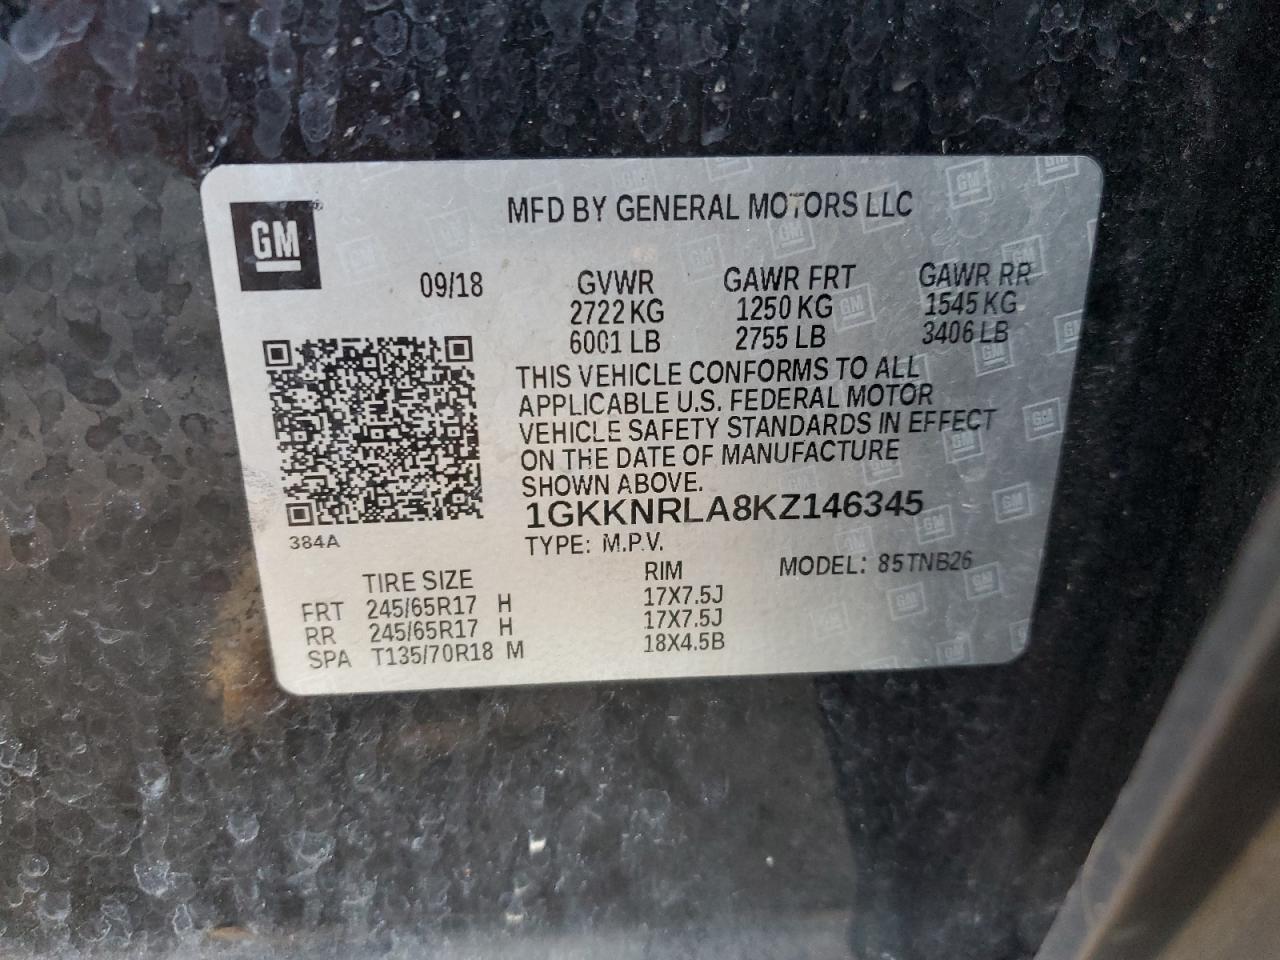 GM
MFD BY GENERAL MOTORS LLC
09/18 GVWR GAWR FRT GAWR RR
2722 KG 1250 KG 1545 KG
6001 LB 2755 LB 3406 LB
THIS VEHICLE CONFORMS TO ALL
APPLICABLE U.S. FEDERAL MOTOR
VEHICLE SAFETY STANDARDS IN EFFECT
ON THE DATE OF MANUFACTURE
SHOWN ABOVE.
1GKKNRLA8KZ146345
384A
TYPE: M.P.V. MODEL: 85TNB26
TIRE SIZE RIM
FRT 245/65R17 H 17X7.5J
RR 245/65R17 H 17X7.5J
SPA T135/70R18 M 18X4.5B